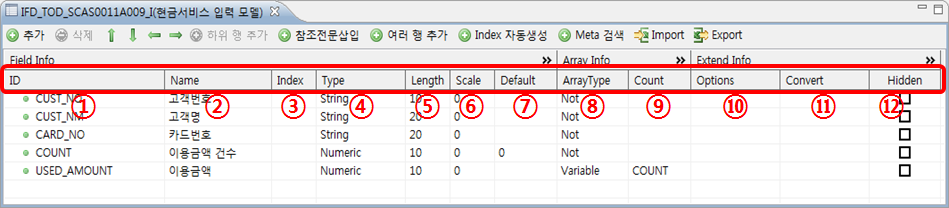 IFD_TOD_SCAS0011A009_I(현금서비스 입력 모델)
추가 삭제 하위 행 추가 참조전문삽입 여러 행 추가 Index 자동생성 Meta 검색 Import Export
Field Info » Array Info » Extend Info »
ID Name Index Type Length Scale Default ArrayType Count Options Convert Hidden
① ② ③ ④ ⑤ ⑥ ⑦ ⑧ ⑨ ⑩ ⑪ ⑫
CUST_NO 고객번호 String 10 0 Not
CUST_NM 고객명 String 20 0 Not
CARD_NO 카드번호 String 20 0 Not
COUNT 이용금액 건수 Numeric 10 0 0 Not
USED_AMOUNT 이용금액 Numeric 10 0 Variable COUNT